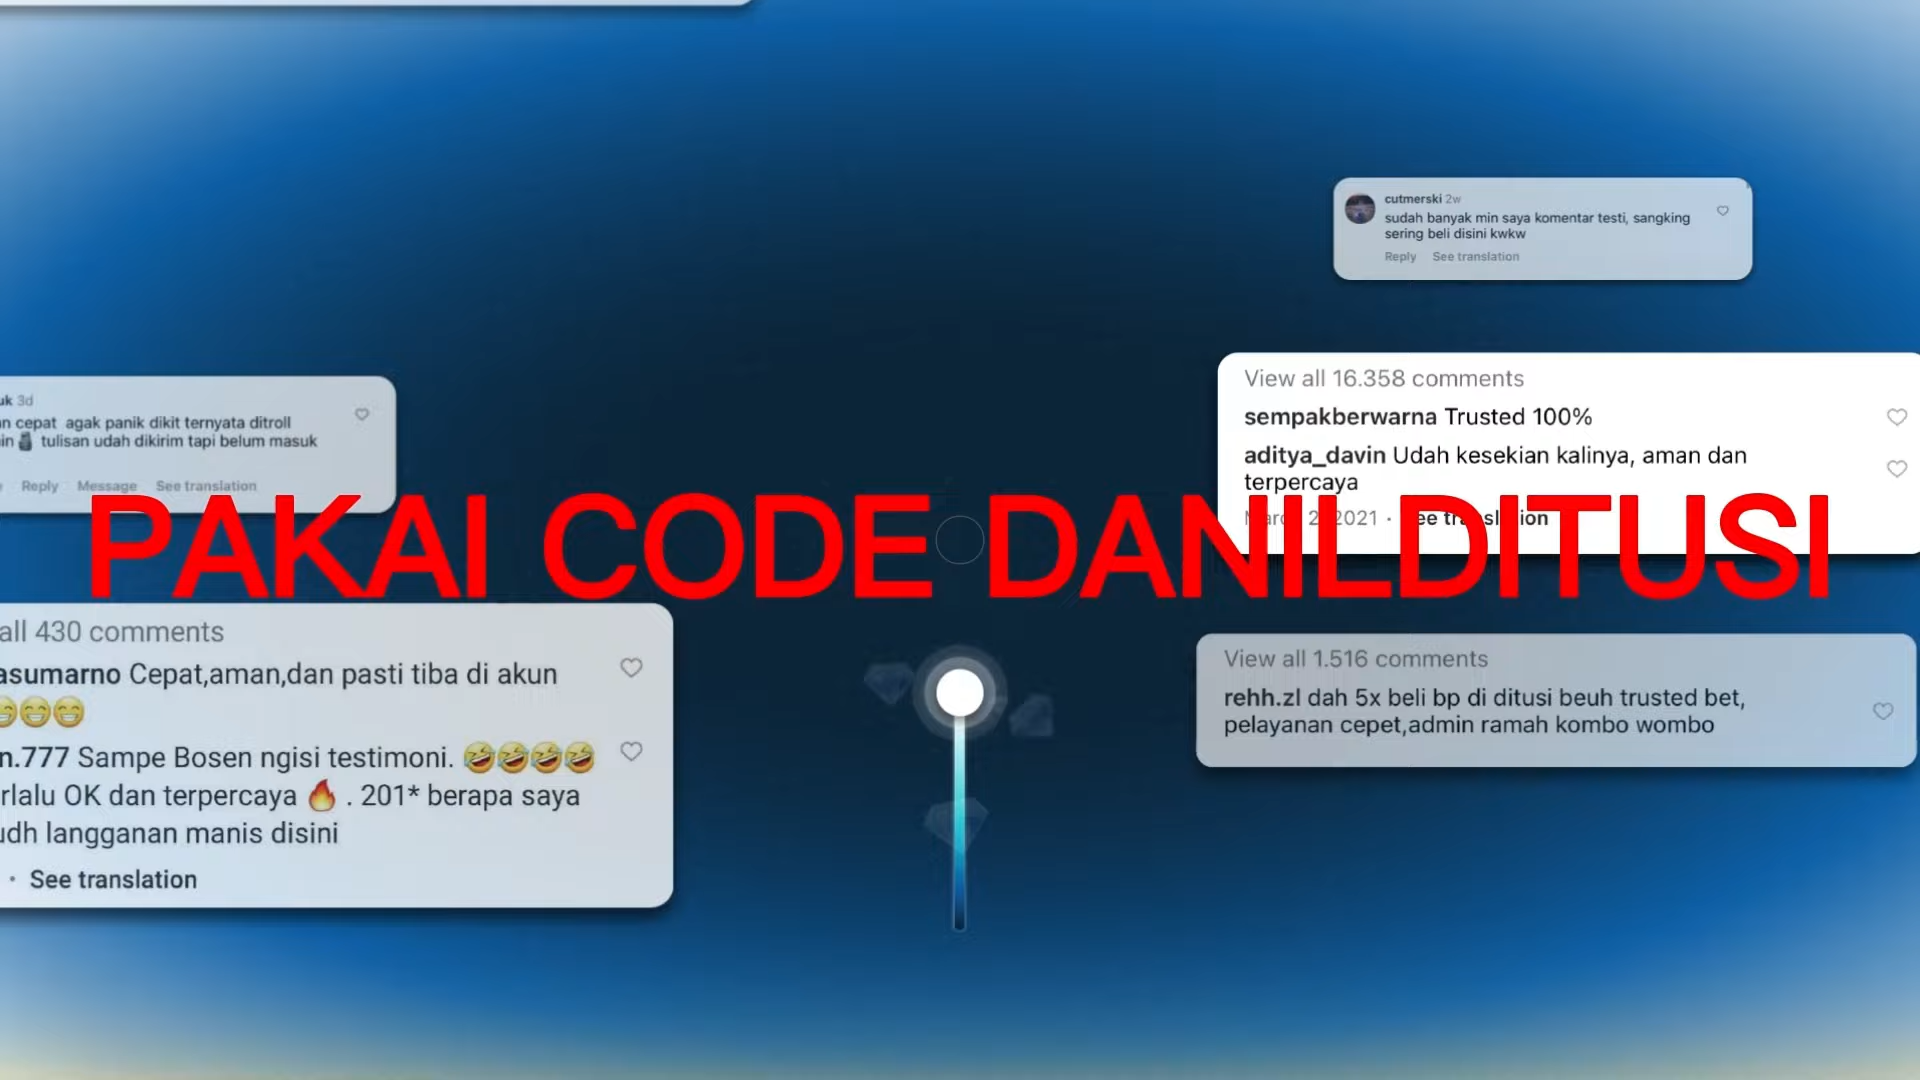 cutmerski 2w
sudah banyak min saya komentar testi, sangking
sering beli disini kwkw
Reply See translation
View all 16.358 comments
sempakberwarna Trusted 100%
aditya_davin Udah kesekian kalinya, aman dan
terpercaya
2021 · See translation
uk 3d
n cepat agak panik dikit ternyata ditroll
in tulisan udah dikirim tapi belum masuk
Reply Message See translation
PAKAI CODE DANILDITUSI
all 430 comments
asumarno Cepat,aman,dan pasti tiba di akun
😁😁😁
n.777 Sampe Bosen ngisi testimoni. 🤣🤣🤣🤣
rlalu OK dan terpercaya 🔥 . 201* berapa saya
udh langganan manis disini
· See translation
View all 1.516 comments
rehh.zl dah 5x beli bp di ditusi beuh trusted bet,
pelayanan cepet,admin ramah kombo wombo